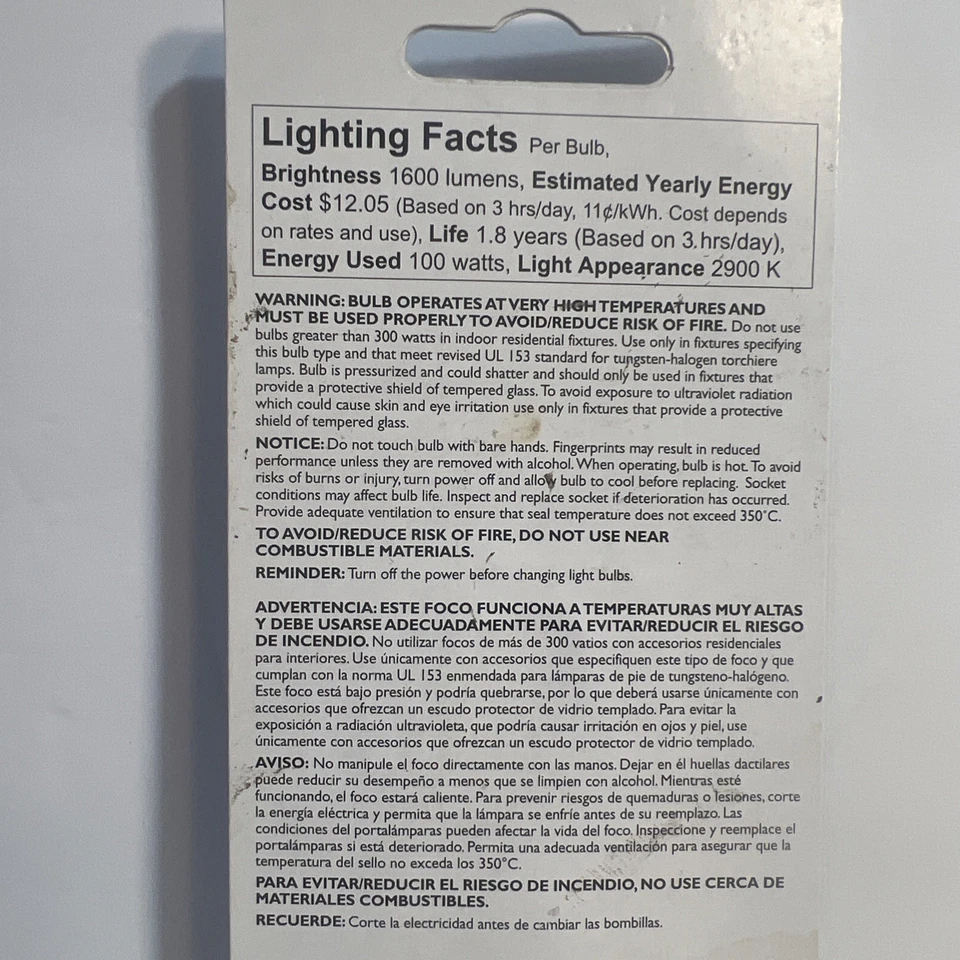 Lighting Facts Per Bulb,
Brightness 1600 lumens, Estimated Yearly Energy
Cost $12.05 (Based on 3 hrs/day, 11¢/kWh. Cost depends
on rates and use), Life 1.8 years (Based on 3.hrs/day),
Energy Used 100 watts, Light Appearance 2900 K
WARNING: BULB OPERATES AT VERY HIGH TEMPERATURES AND
MUST BE USED PROPERLY TO AVOID/REDUCE RISK OF FIRE. Do not use
bulbs greater than 300 watts in indoor residential fixtures. Use only in fixtures specifying
this bulb type and that meet revised UL 153 standard for tungsten-halogen torchiere
lamps. Bulb is pressurized and could shatter and should only be used in fixtures that
provide a protective shield of tempered glass. To avoid exposure to ultraviolet radiation
which could cause skin and eye irritation use only in fixtures that provide a protective
shield of tempered glass.
NOTICE: Do not touch bulb with bare hands. Fingerprints may result in reduced
performance unless they are removed with alcohol. When operating, bulb is hot. To avoid
risks of burns or injury, turn power off and allow bulb to cool before replacing. Socket
conditions may affect bulb life. Inspect and replace socket if deterioration has occurred.
Provide adequate ventilation to ensure that seal temperature does not exceed 350°C.
TO AVOID/REDUCE RISK OF FIRE, DO NOT USE NEAR
COMBUSTIBLE MATERIALS.
REMINDER: Turn off the power before changing light bulbs.
ADVERTENCIA: ESTE FOCO FUNCIONA A TEMPERATURAS MUY ALTAS
Y DEBE USARSE ADECUADAMENTE PARA EVITAR/REDUCIR EL RIESGO
DE INCENDIO. No utilizar focos de más de 300 vatios con accesorios residenciales
para interiores. Use únicamente con accesorios que especifiquen este tipo de foco y que
cumplan con la norma UL 153 enmendada para lámparas de pie de tungsteno-halógeno.
Este foco está bajo presión y podría quebrarse, por lo que deberá usarse únicamente con
accesorios que ofrezcan un escudo protector de vidrio templado. Para evitar la
exposición a radiación ultravioleta, que podría causar irritación en ojos y piel, use
únicamente con accesorios que ofrezcan un escudo protector de vidrio templado.
AVISO: No manipule el foco directamente con las manos. Dejar en él huellas dactilares
puede reducir su desempeño a menos que se limpien con alcohol. Mientras esté
funcionando, el foco estará caliente. Para prevenir riesgos de quemaduras o lesiones, corte
la energía eléctrica y permita que la lámpara se enfríe antes de su reemplazo. Las
condiciones del portalámparas pueden afectar la vida del foco. Inspeccione y reemplace el
portalámparas si está deteriorado. Permita una adecuada ventilación para asegurar que la
temperatura del sello no exceda los 350°C.
PARA EVITAR/REDUCIR EL RIESGO DE INCENDIO, NO USE CERCA DE
MATERIALES COMBUSTIBLES.
RECUERDE: Corte la electricidad antes de cambiar las bombillas.